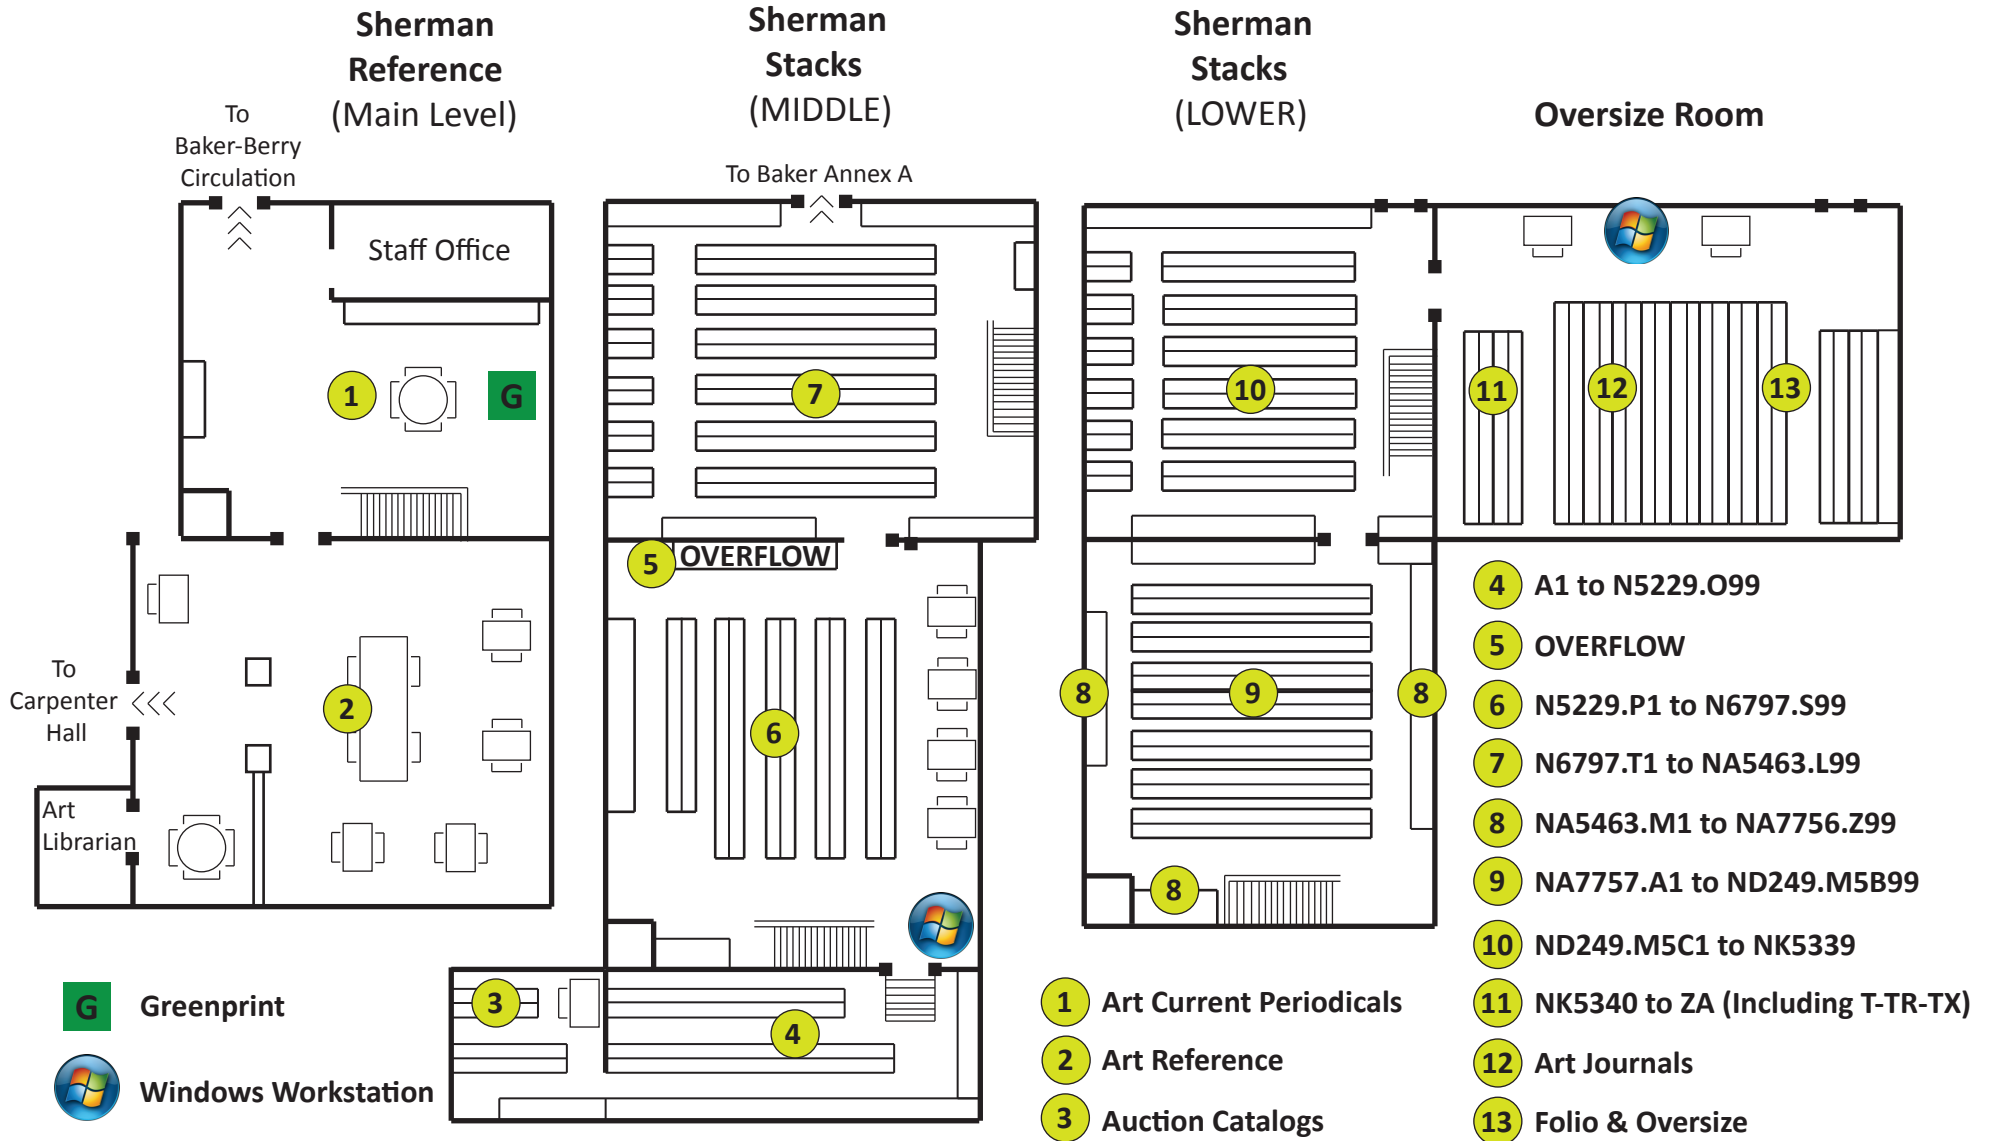 Sherman
Reference
(Main Level)
Sherman
Stacks
(MIDDLE)
Sherman
Stacks
(LOWER)
Oversize Room
To
Baker-Berry
Circulation
To Baker Annex A
Staff Office
1
G
7
10
11
12
13
5
OVERFLOW
To
Carpenter
Hall
2
6
8
9
8
8
Art
Librarian
3
4
G Greenprint
Windows Workstation
1 Art Current Periodicals
2 Art Reference
3 Auction Catalogs
4 A1 to N5229.O99
5 OVERFLOW
6 N5229.P1 to N6797.S99
7 N6797.T1 to NA5463.L99
8 NA5463.M1 to NA7756.Z99
9 NA7757.A1 to ND249.M5B99
10 ND249.M5C1 to NK5339
11 NK5340 to ZA (Including T-TR-TX)
12 Art Journals
13 Folio & Oversize